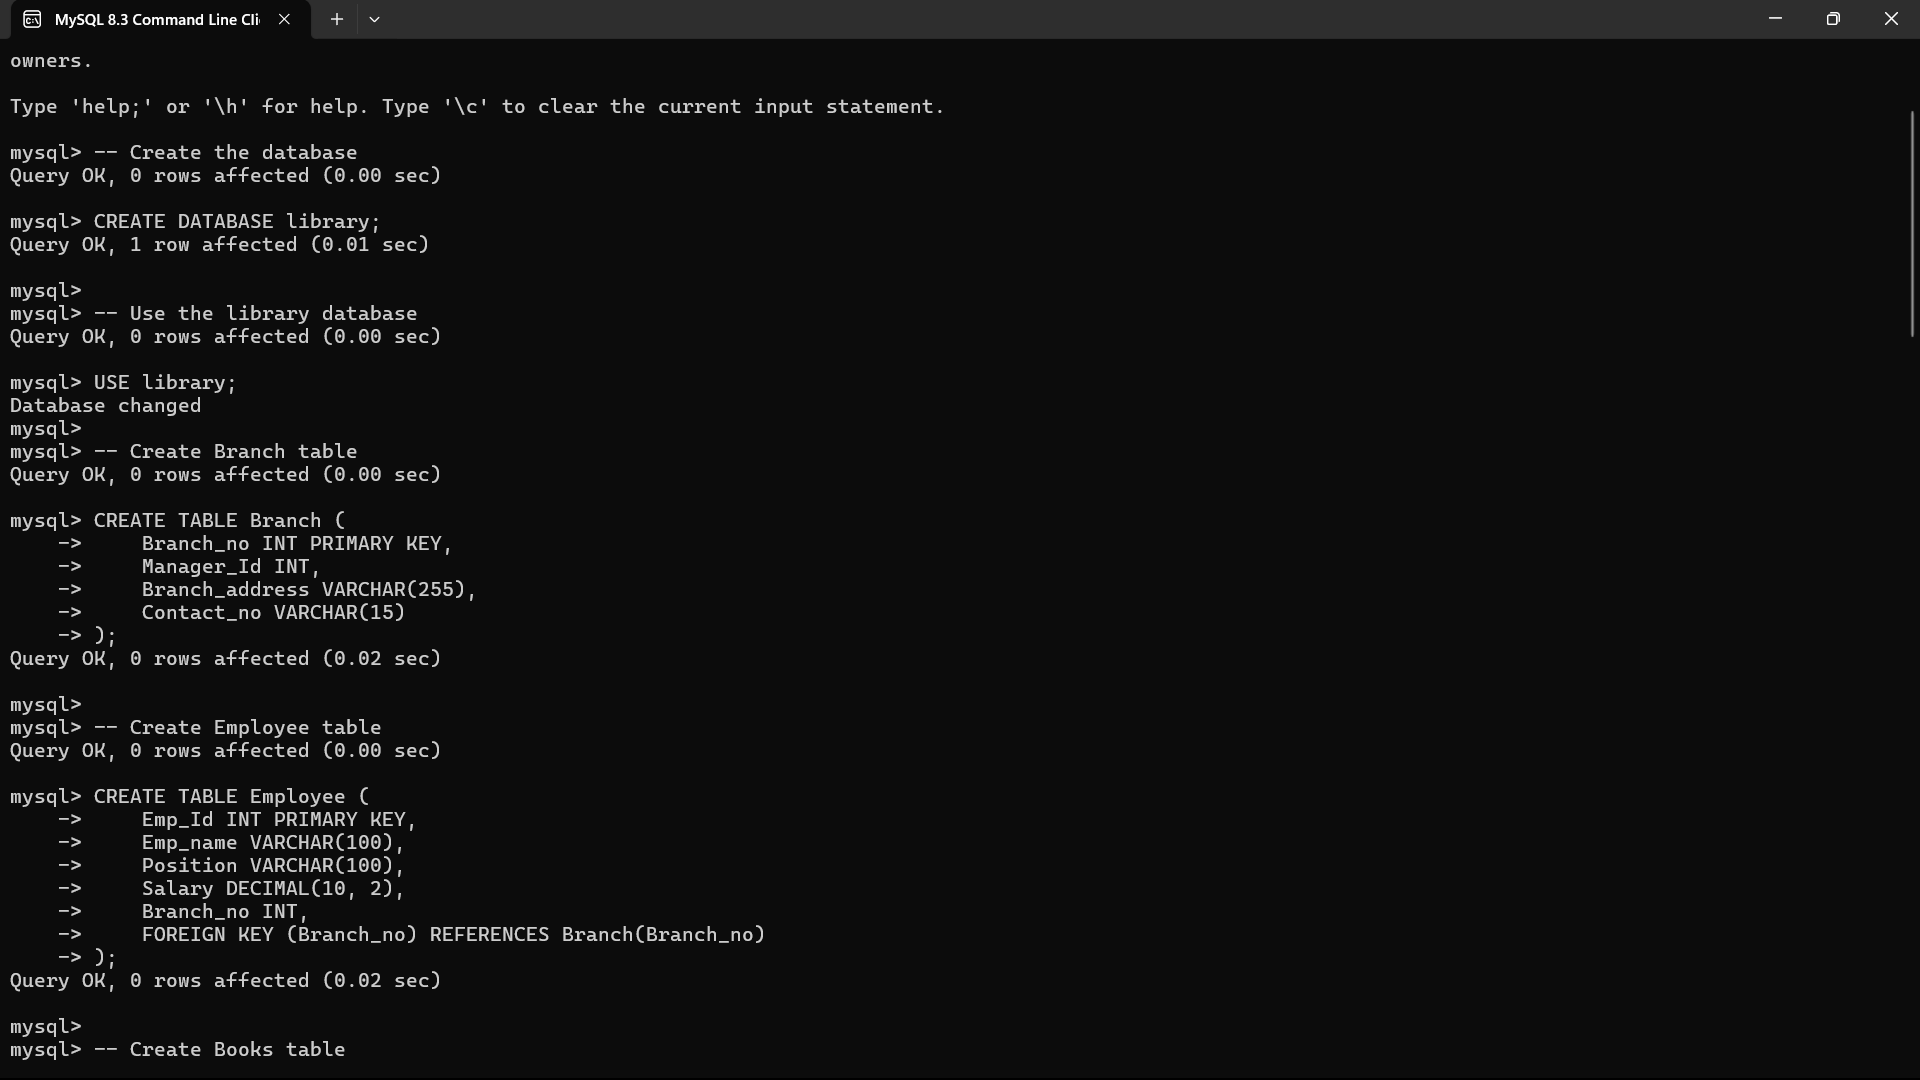 MySQL 8.3 Command Line Cli
owners.
Type 'help;' or '\h' for help. Type '\c' to clear the current input statement.
mysql> -- Create the database
Query OK, 0 rows affected (0.00 sec)
mysql> CREATE DATABASE library;
Query OK, 1 row affected (0.01 sec)
mysql>
mysql> -- Use the library database
Query OK, 0 rows affected (0.00 sec)
mysql> USE library;
Database changed
mysql>
mysql> -- Create Branch table
Query OK, 0 rows affected (0.00 sec)
mysql> CREATE TABLE Branch (
    ->     Branch_no INT PRIMARY KEY,
    ->     Manager_Id INT,
    ->     Branch_address VARCHAR(255),
    ->     Contact_no VARCHAR(15)
    -> );
Query OK, 0 rows affected (0.02 sec)
mysql>
mysql> -- Create Employee table
Query OK, 0 rows affected (0.00 sec)
mysql> CREATE TABLE Employee (
    ->     Emp_Id INT PRIMARY KEY,
    ->     Emp_name VARCHAR(100),
    ->     Position VARCHAR(100),
    ->     Salary DECIMAL(10, 2),
    ->     Branch_no INT,
    ->     FOREIGN KEY (Branch_no) REFERENCES Branch(Branch_no)
    -> );
Query OK, 0 rows affected (0.02 sec)
mysql>
mysql> -- Create Books table